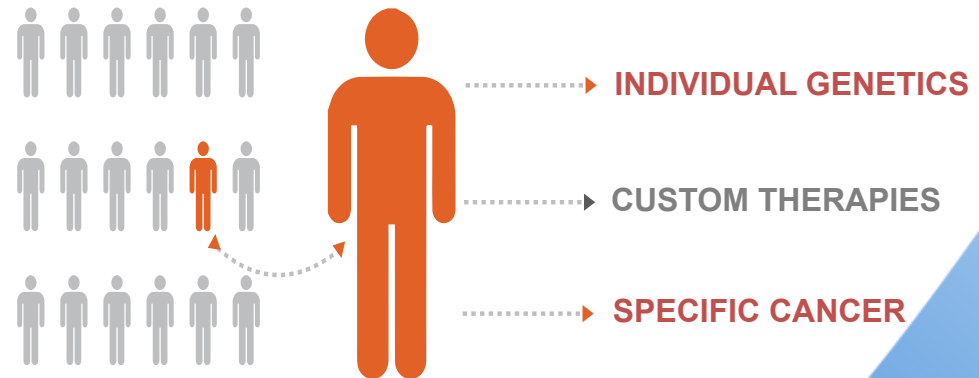 INDIVIDUAL GENETICS
CUSTOM THERAPIES
SPECIFIC CANCER